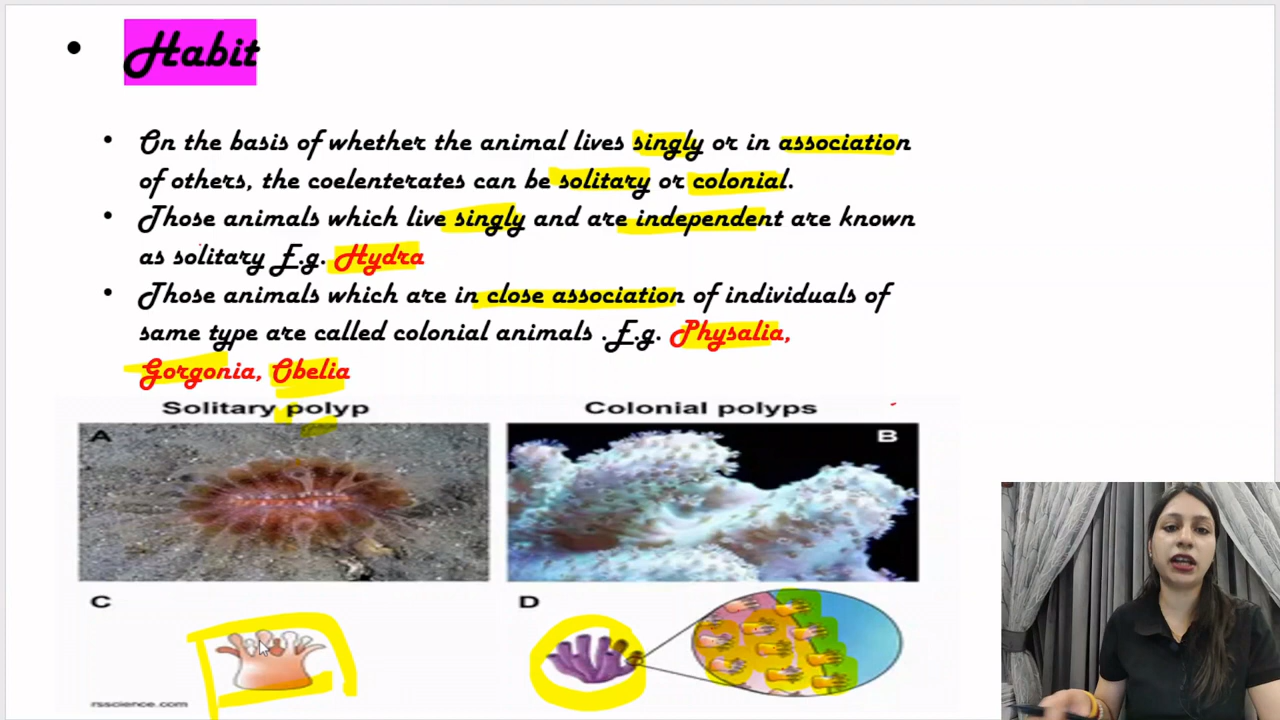 • Habit
• On the basis of whether the animal lives singly or in association
of others, the coelenterates can be solitary or colonial.
• Those animals which live singly and are independent are known
as solitary E.g. Hydra
• Those animals which are in close association of individuals of
same type are called colonial animals . E.g. Physalia,
Gorgonia, Obelia
Solitary polyp
Colonial polyps
A
B
C
D
rsscience.com